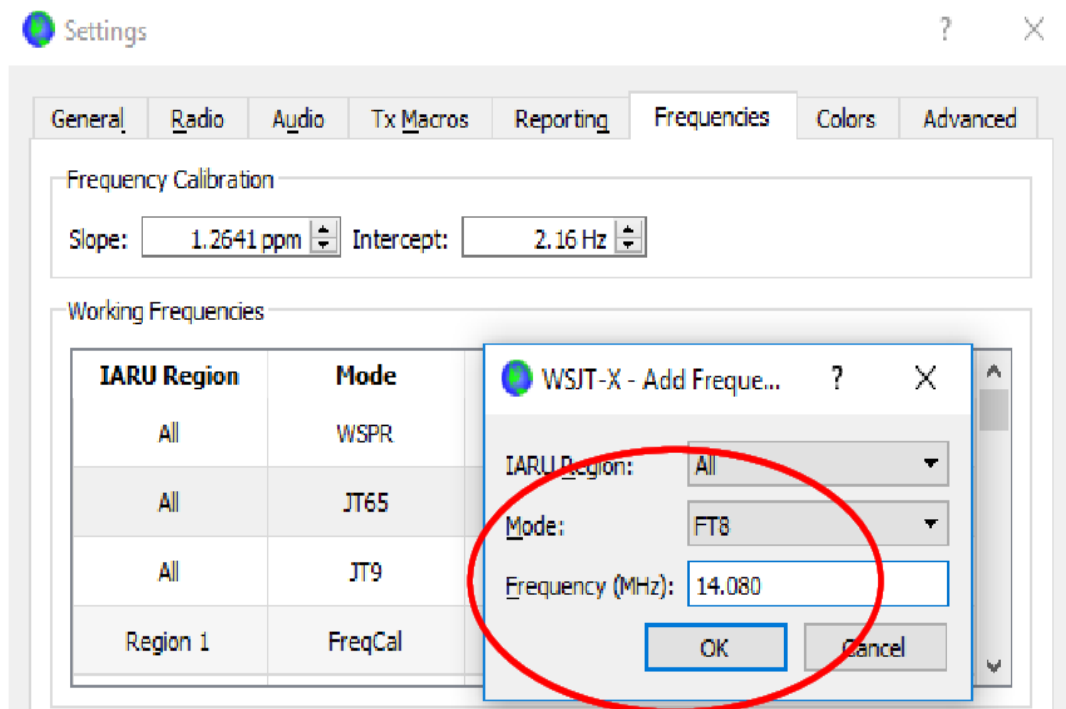 Settings
General Radio Audio Tx Macros Reporting Frequencies Colors Advanced
Frequency Calibration
Slope: 1.2641 ppm Intercept: 2.16 Hz
Working Frequencies
IARU Region Mode
All WSPR
All JT65
All JT9
Region 1 FreqCal
WSJT-X - Add Freque... ?
IARU Region: All
Mode: FT8
Frequency (MHz): 14.080
OK Cancel